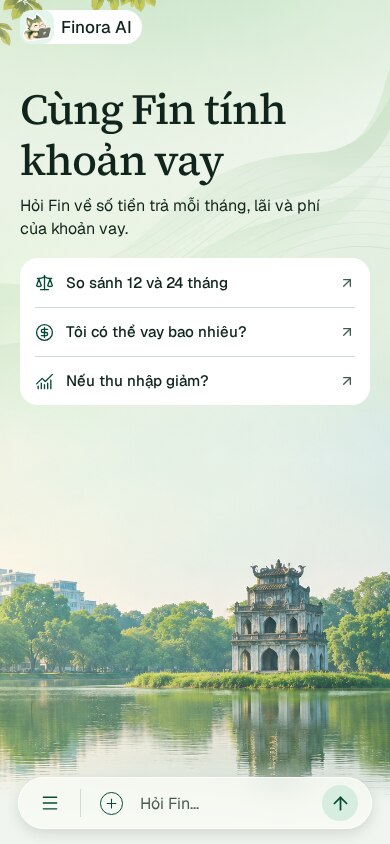 Finora AI
Cùng Fin tính
khoản vay
Hỏi Fin về số tiền trả mỗi tháng, lãi và phí
của khoản vay.
So sánh 12 và 24 tháng
Tôi có thể vay bao nhiêu?
Nếu thu nhập giảm?
Hỏi Fin...